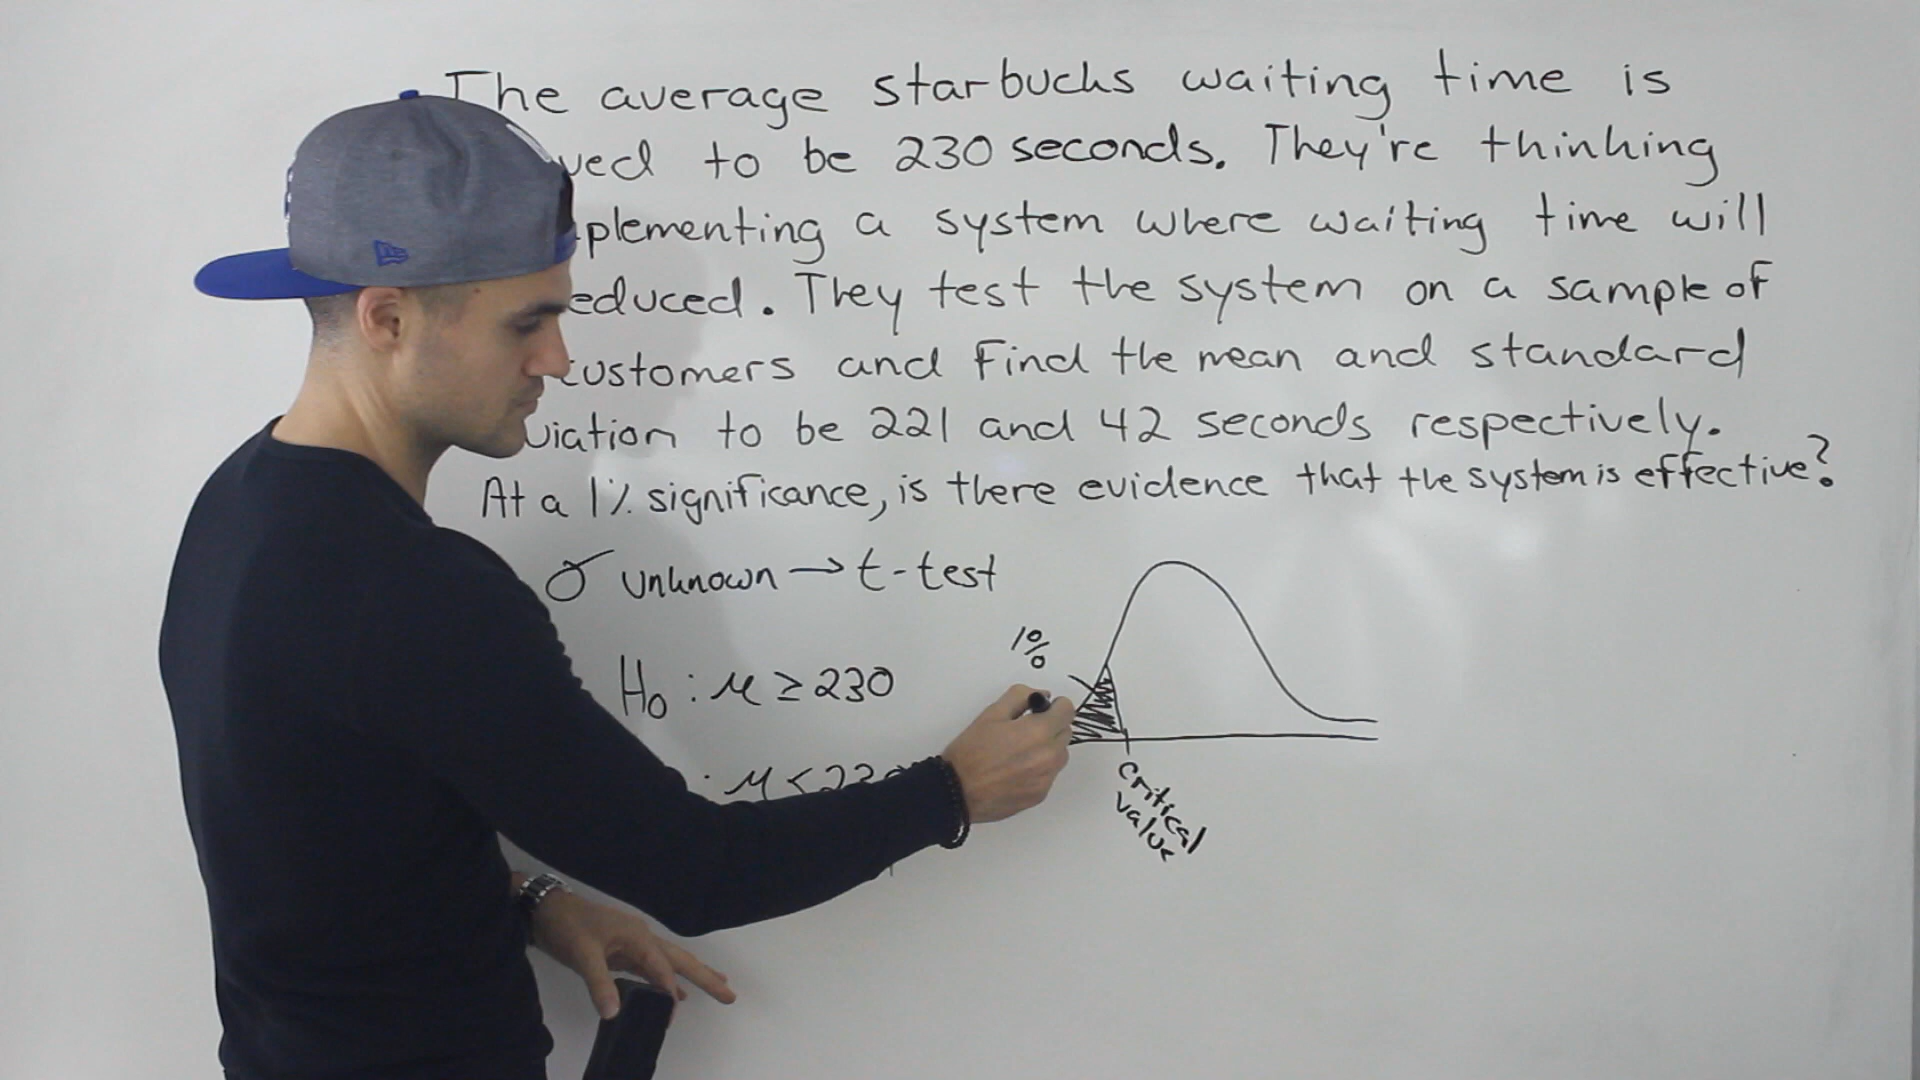 The average starbucks waiting time is
to be 230 seconds. They're thinking
a system where waiting time will
They test the system on a sample of
customers and find the mean and standard
to be 221 and 42 seconds respectively.
At a 1% significance, is there evidence that the system is effective?
σ unknown → t-test
1%
H₀ : μ ≥ 230
: μ <
critical
value